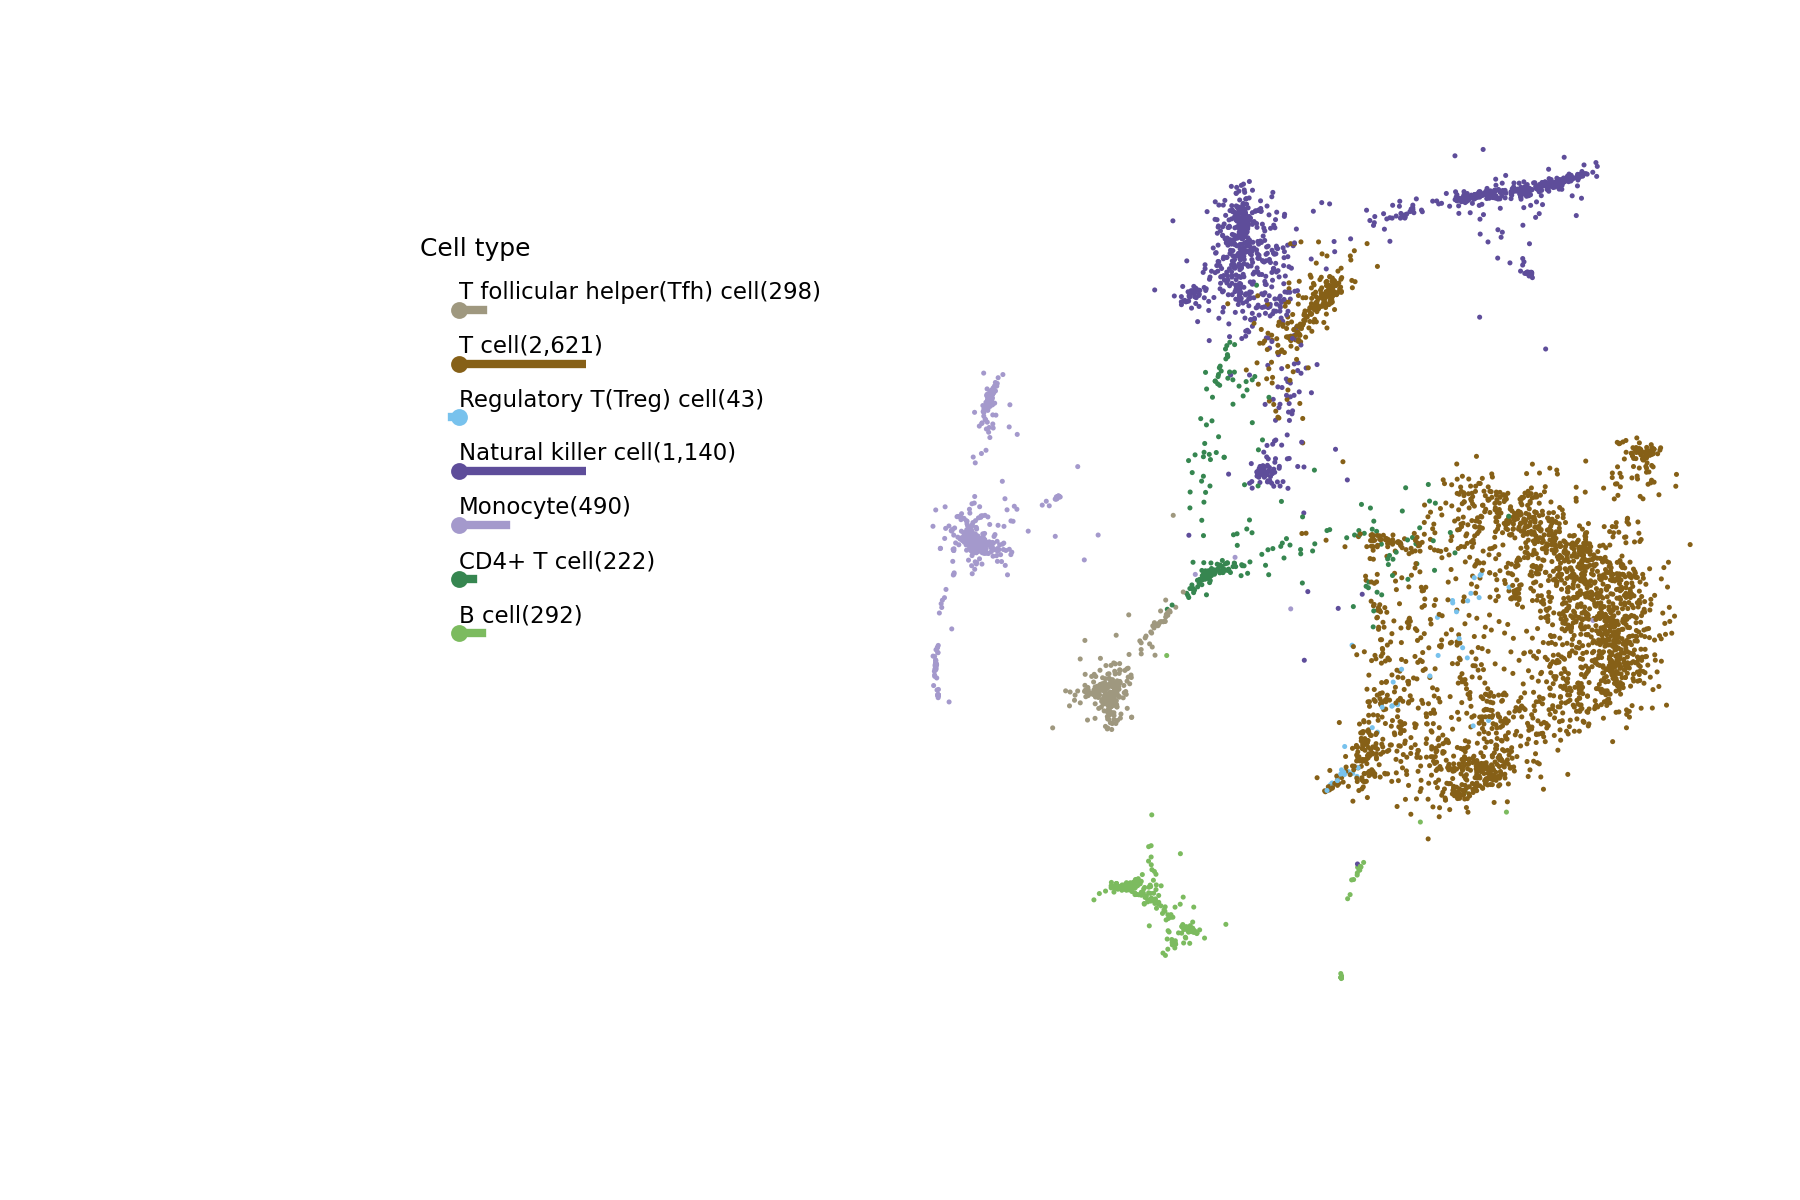 Cell type
T follicular helper(Tfh) cell(298)
T cell(2,621)
Regulatory T(Treg) cell(43)
Natural killer cell(1,140)
Monocyte(490)
CD4+ T cell(222)
B cell(292)